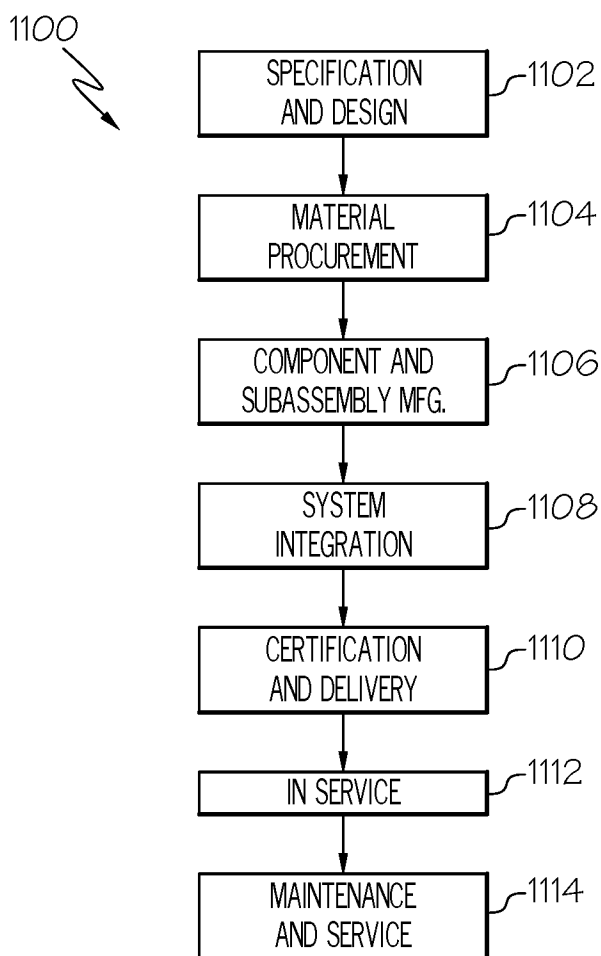 1100
SPECIFICATION
AND DESIGN
1102
MATERIAL
PROCUREMENT
1104
COMPONENT AND
SUBASSEMBLY MFG.
1106
SYSTEM
INTEGRATION
1108
CERTIFICATION
AND DELIVERY
1110
IN SERVICE
1112
MAINTENANCE
AND SERVICE
1114